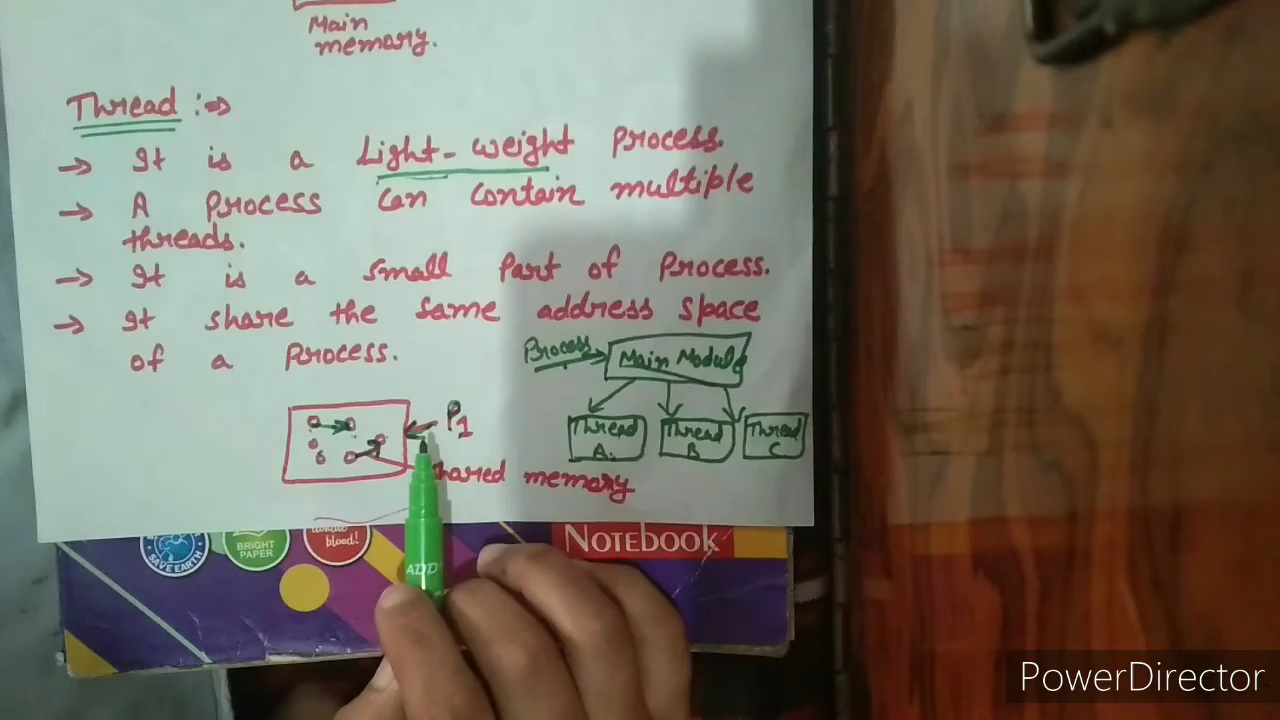 Main
memory.
Thread :⇒
→ It is a Light-weight process.
→ A process can contain multiple
threads.
→ It is a small part of process.
→ It share the same address space
of a process.
Process → Main Module
Thread A.
Thread B
Thread C
P1
shared memory
SAVE EARTH
BRIGHT PAPER
blood!
NOTEBOOK
ADD
PowerDirector